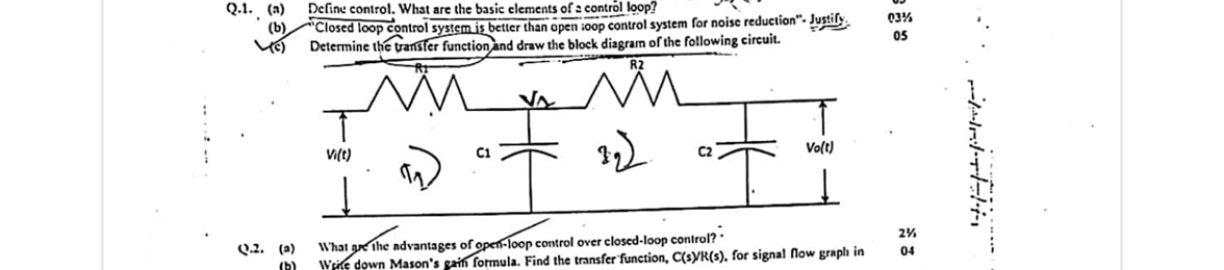 Q.1. (a) Define control. What are the basic elements of a control loop?
(b) "Closed loop control system is better than open loop control system for noise reduction"- Justify. 03⅓
(c) Determine the transfer function and draw the block diagram of the following circuit. 05
R1 R2
V1
Vi(t) C1 C2 Vo(t)
Q.2. (a) What are the advantages of open-loop control over closed-loop control? 2⅓
(b) Write down Mason's gain formula. Find the transfer function, C(s)/R(s), for signal flow graph in 04